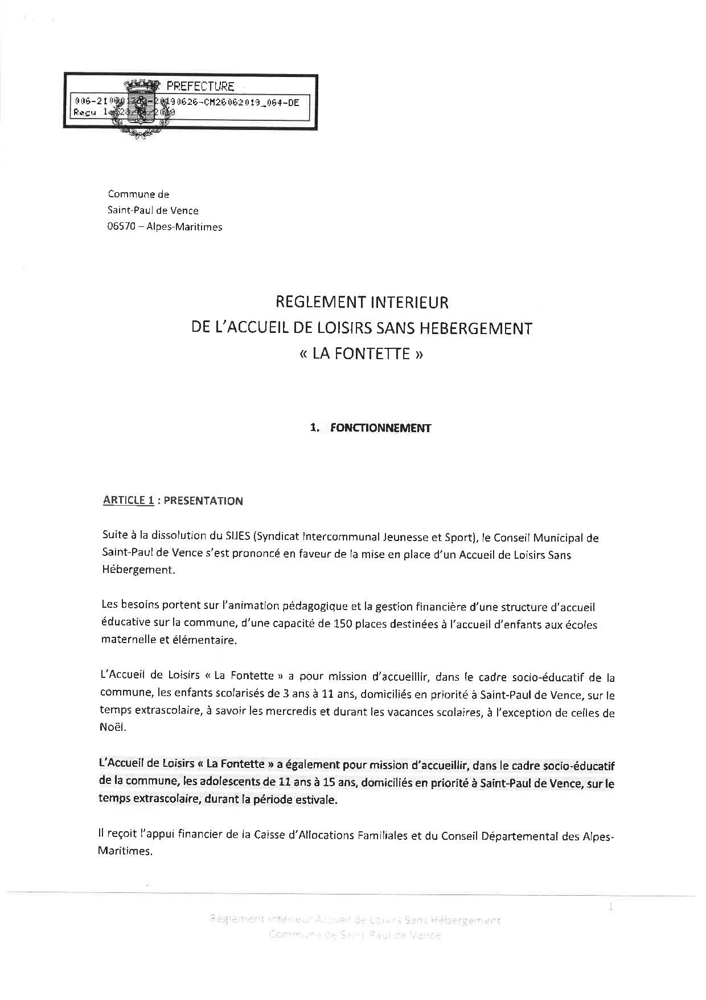 PREFECTURE
190626-CM26062019_064-DE
Reçu
Commune de
Saint-Paul de Vence
06570 – Alpes-Maritimes
REGLEMENT INTERIEUR
DE L'ACCUEIL DE LOISIRS SANS HEBERGEMENT
« LA FONTETTE »
1. FONCTIONNEMENT
ARTICLE 1 : PRESENTATION
Suite à la dissolution du SIJES (Syndicat Intercommunal Jeunesse et Sport), le Conseil Municipal de
Saint-Paul de Vence s'est prononcé en faveur de la mise en place d'un Accueil de Loisirs Sans
Hébergement.
Les besoins portent sur l'animation pédagogique et la gestion financière d'une structure d'accueil
éducative sur la commune, d'une capacité de 150 places destinées à l'accueil d'enfants aux écoles
maternelle et élémentaire.
L'Accueil de Loisirs « La Fontette » a pour mission d'accueillir, dans le cadre socio-éducatif de la
commune, les enfants scolarisés de 3 ans à 11 ans, domiciliés en priorité à Saint-Paul de Vence, sur le
temps extrascolaire, à savoir les mercredis et durant les vacances scolaires, à l'exception de celles de
Noël.
L'Accueil de Loisirs « La Fontette » a également pour mission d'accueillir, dans le cadre socio-éducatif
de la commune, les adolescents de 11 ans à 15 ans, domiciliés en priorité à Saint-Paul de Vence, sur le
temps extrascolaire, durant la période estivale.
Il reçoit l'appui financier de la Caisse d'Allocations Familiales et du Conseil Départemental des Alpes-
Maritimes.
1
Règlement intérieur Accueil de Loisirs Sans Hébergement
Commune de Saint Paul de Vence